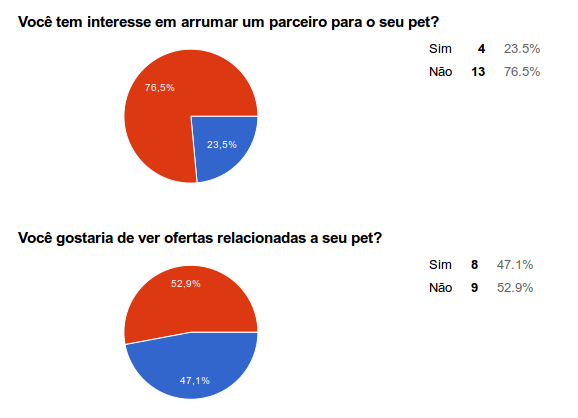 Você tem interesse em arrumar um parceiro para o seu pet?
Sim 4 23.5%
Não 13 76.5%
76,5%
23,5%
Você gostaria de ver ofertas relacionadas a seu pet?
Sim 8 47.1%
Não 9 52.9%
52,9%
47,1%